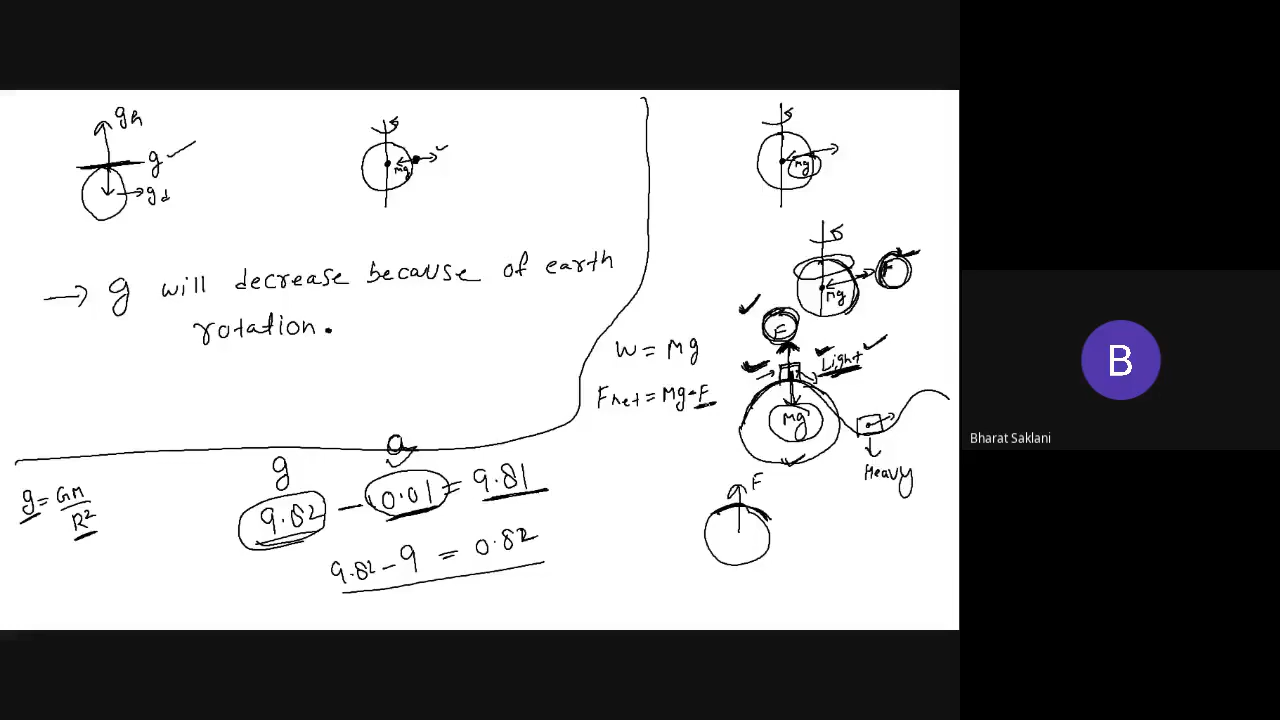 gh
g
gd
Mg
→ g will decrease because of earth
rotation.
Mg
Mg
F
Light
W = Mg
Fnet = Mg-F
Mg
Heavy
F
g
a
g = GM/R²
9.82 - 0.01 = 9.81
9.82 - 9 = 0.82
B
Bharat Saklani